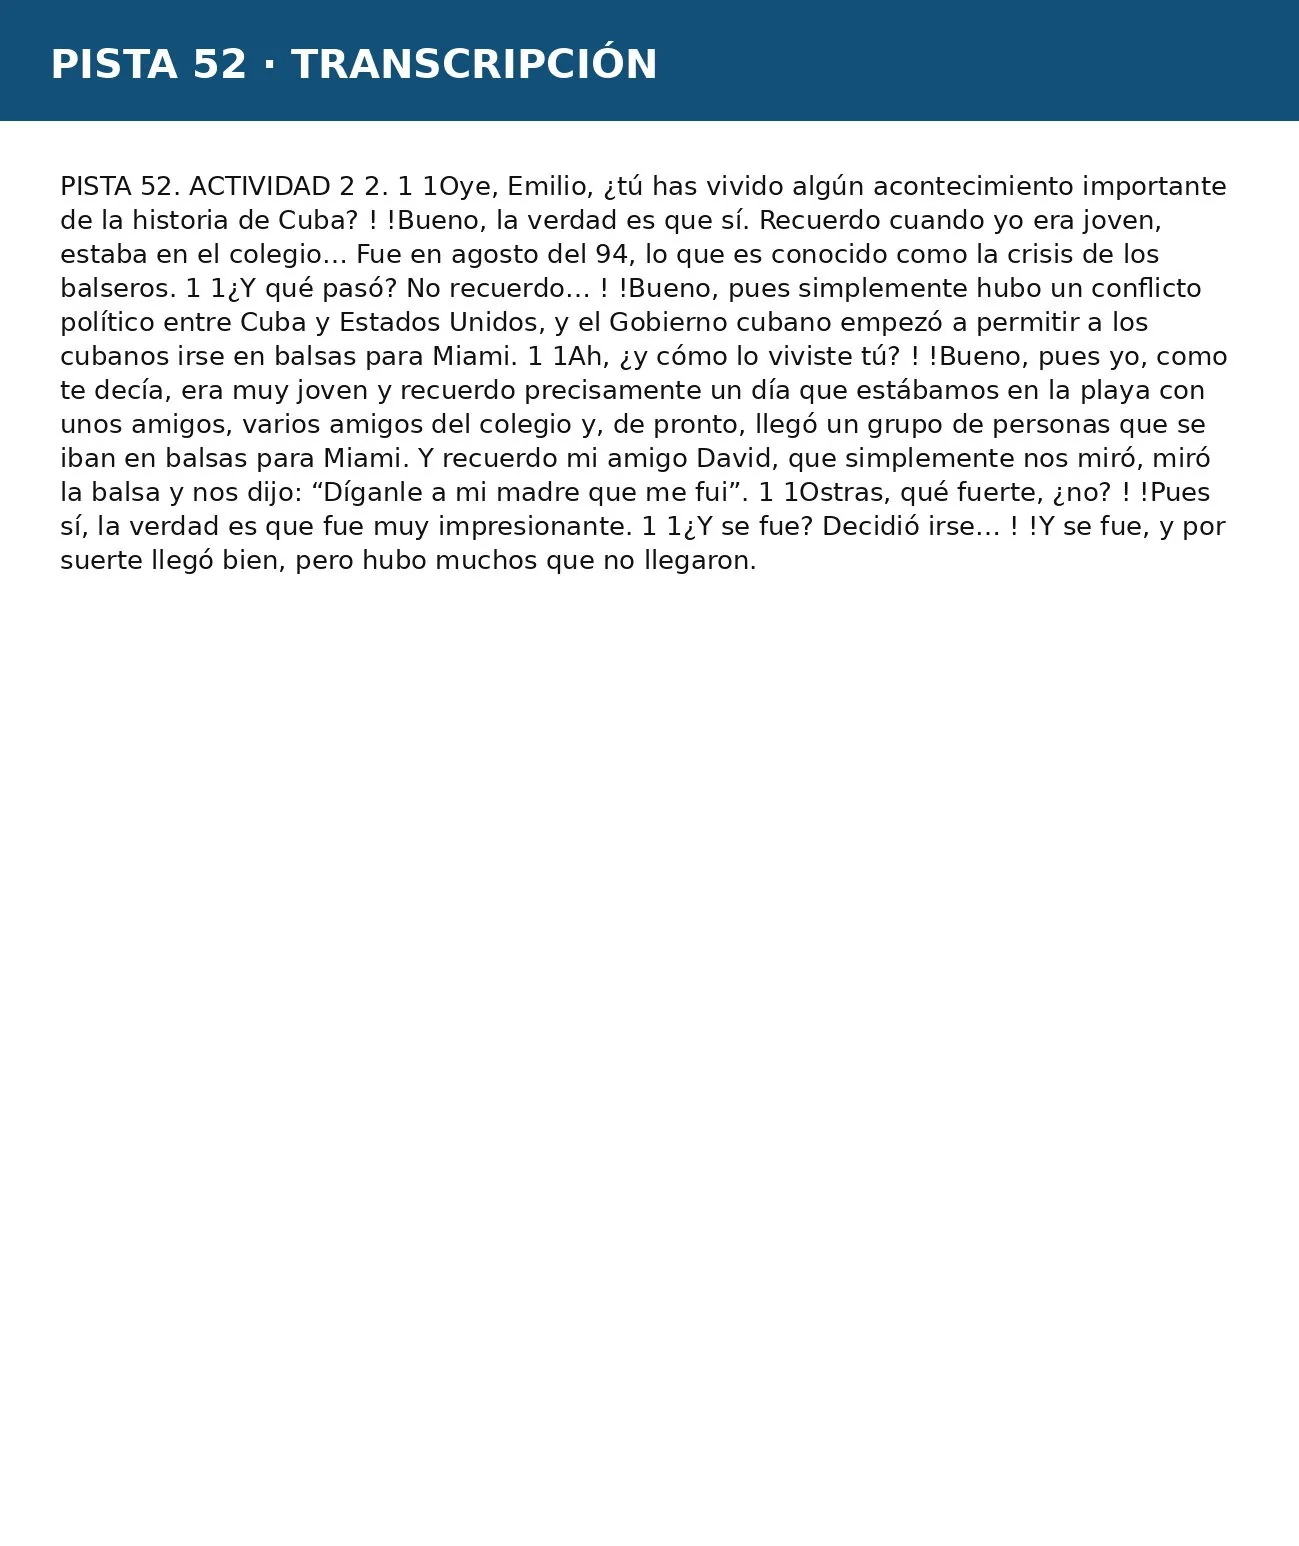 PISTA 52 · TRANSCRIPCIÓN
PISTA 52. ACTIVIDAD 2 2. 1 1Oye, Emilio, ¿tú has vivido algún acontecimiento importante
de la historia de Cuba? ! !Bueno, la verdad es que sí. Recuerdo cuando yo era joven,
estaba en el colegio... Fue en agosto del 94, lo que es conocido como la crisis de los
balseros. 1 1¿Y qué pasó? No recuerdo... ! !Bueno, pues simplemente hubo un conflicto
político entre Cuba y Estados Unidos, y el Gobierno cubano empezó a permitir a los
cubanos irse en balsas para Miami. 1 1Ah, ¿y cómo lo viviste tú? ! !Bueno, pues yo, como
te decía, era muy joven y recuerdo precisamente un día que estábamos en la playa con
unos amigos, varios amigos del colegio y, de pronto, llegó un grupo de personas que se
iban en balsas para Miami. Y recuerdo mi amigo David, que simplemente nos miró, miró
la balsa y nos dijo: “Díganle a mi madre que me fui”. 1 1Ostras, qué fuerte, ¿no? ! !Pues
sí, la verdad es que fue muy impresionante. 1 1¿Y se fue? Decidió irse... ! !Y se fue, y por
suerte llegó bien, pero hubo muchos que no llegaron.